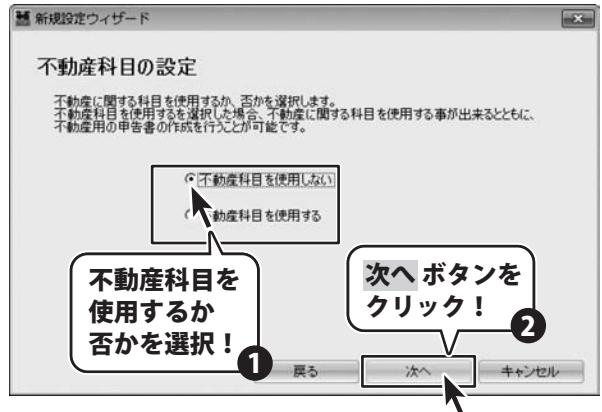 新規設定ウィザード
不動産科目の設定
不動産に関する科目を使用するか、否かを選択します。
不動産科目を使用するを選択した場合、不動産に関する科目を使用する事が出来るとともに、
不動産用の申告書の作成を行うことが可能です。
不動産科目を使用しない
動産科目を使用する
不動産科目を
使用するか
否かを選択！
1
次へ ボタンを
クリック！
2
戻る
次へ
キャンセル